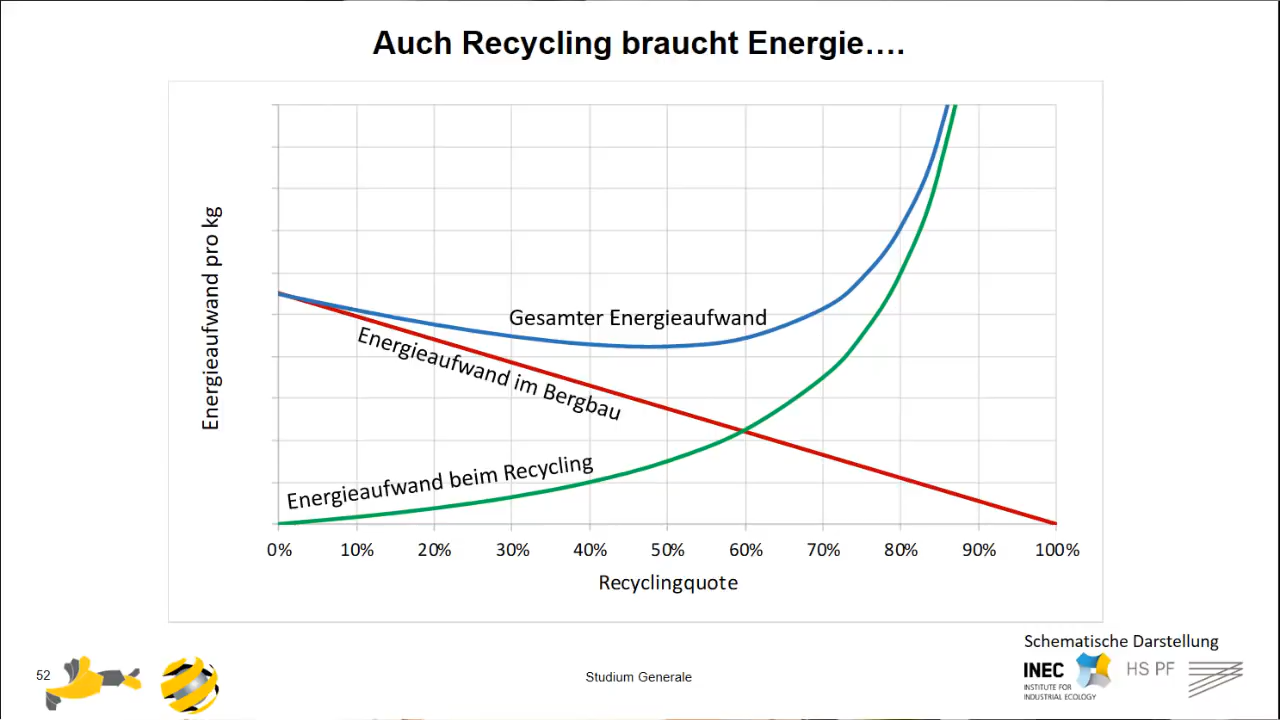 Auch Recycling braucht Energie….
Energieaufwand pro kg
Gesamter Energieaufwand
Energieaufwand im Bergbau
Energieaufwand beim Recycling
0% 10% 20% 30% 40% 50% 60% 70% 80% 90% 100%
Recyclingquote
Schematische Darstellung
52
Studium Generale
INEC
INSTITUTE FOR
INDUSTRIAL ECOLOGY
HS PF